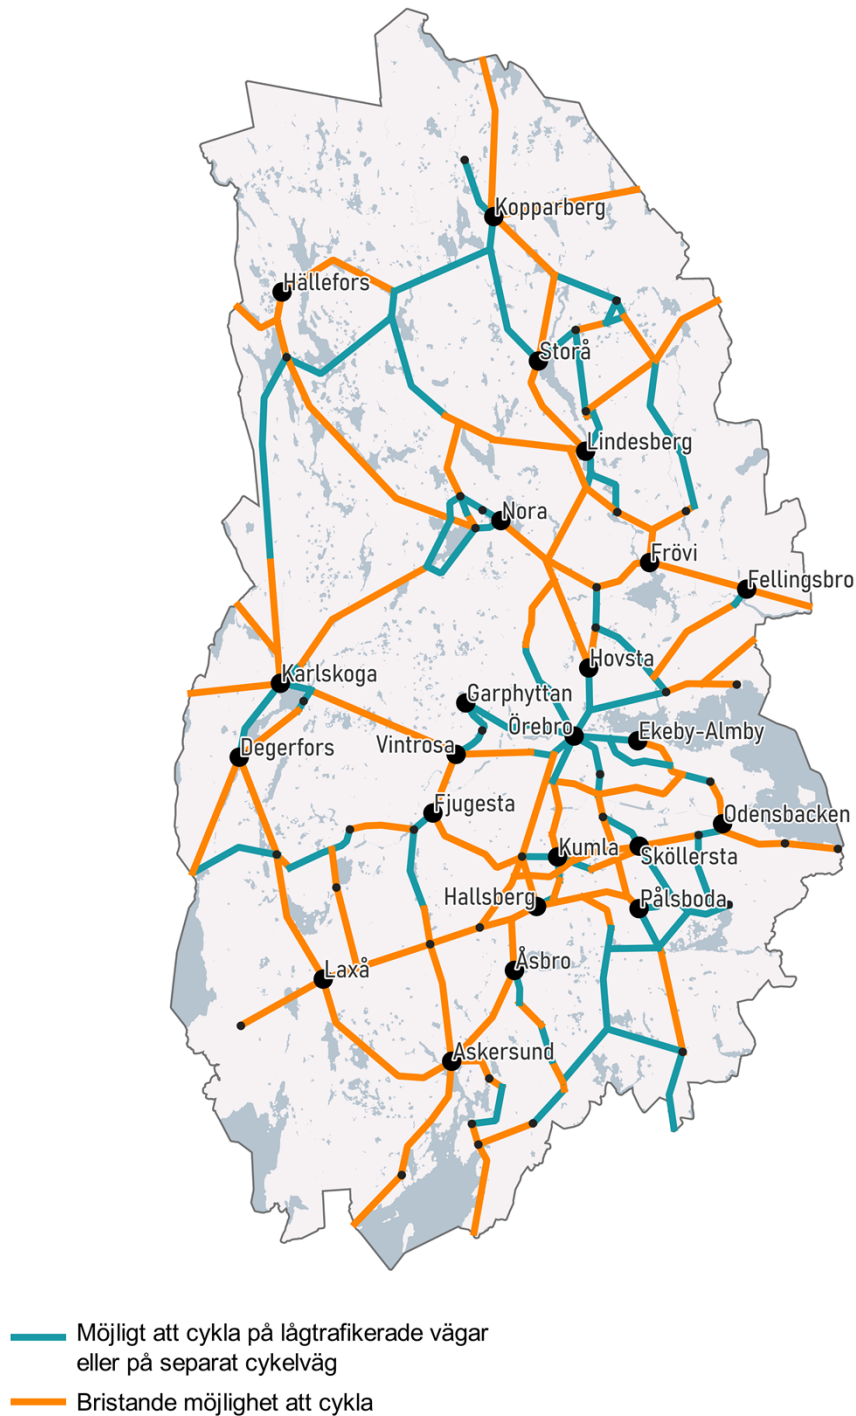 Kopparberg
Hällefors
Storå
Lindesberg
Nora
Frövi
Fellingsbro
Hovsta
Karlskoga
Garphyttan
Örebro
Ekeby-Almby
Vintrosa
Degerfors
Fjugesta
Odensbacken
Kumla
Sköllersta
Hallsberg
Pålsboda
Laxå
Åsbro
Askersund
Möjligt att cykla på lågtrafikerade vägar
eller på separat cykelväg
Bristande möjlighet att cykla